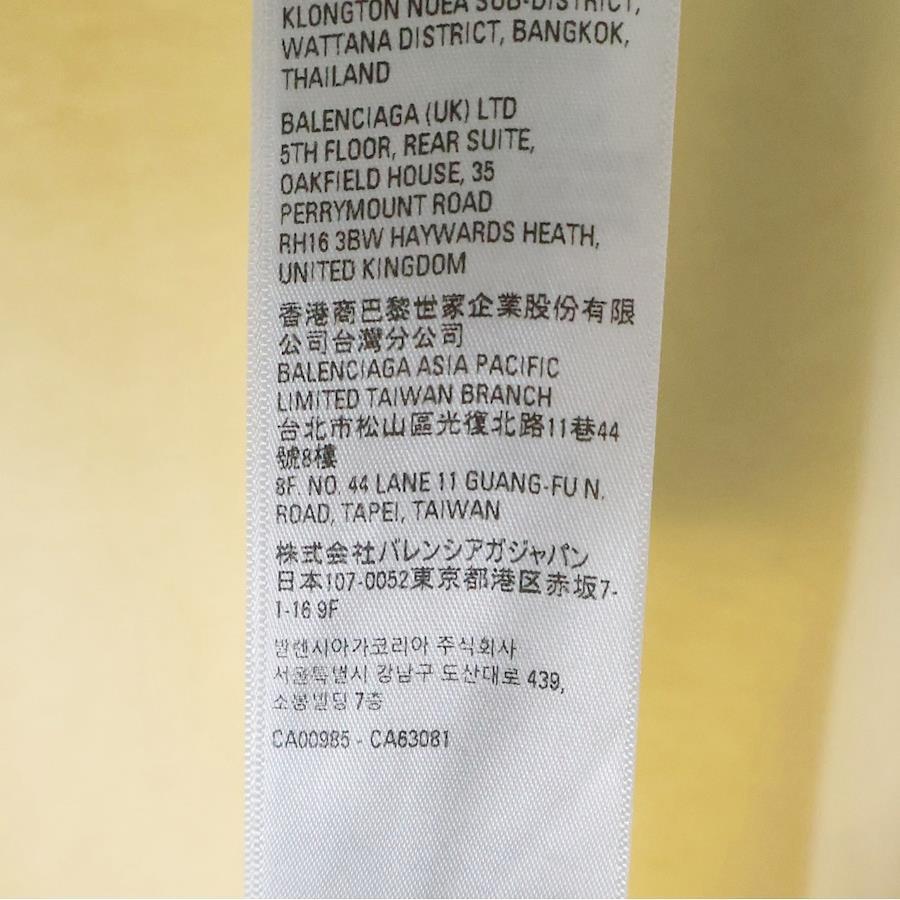 KLONGTON NUEA SUB-DISTRICT,
WATTANA DISTRICT, BANGKOK,
THAILAND
BALENCIAGA (UK) LTD
5TH FLOOR, REAR SUITE,
OAKFIELD HOUSE, 35
PERRYMOUNT ROAD
RH16 3BW HAYWARDS HEATH,
UNITED KINGDOM
香港商巴黎世家企業股份有限
公司台灣分公司
BALENCIAGA ASIA PACIFIC
LIMITED TAIWAN BRANCH
台北市松山區光復北路11巷44
號8樓
8F. NO. 44 LANE 11 GUANG-FU N.
ROAD, TAPEI, TAIWAN
株式会社バレンシアガジャパン
日本107-0052東京都港区赤坂7-
1-16 9F
발렌시아가코리아 주식회사
서울특별시 강남구 도산대로 439,
소봉빌딩 7층
CA00985 - CA63081